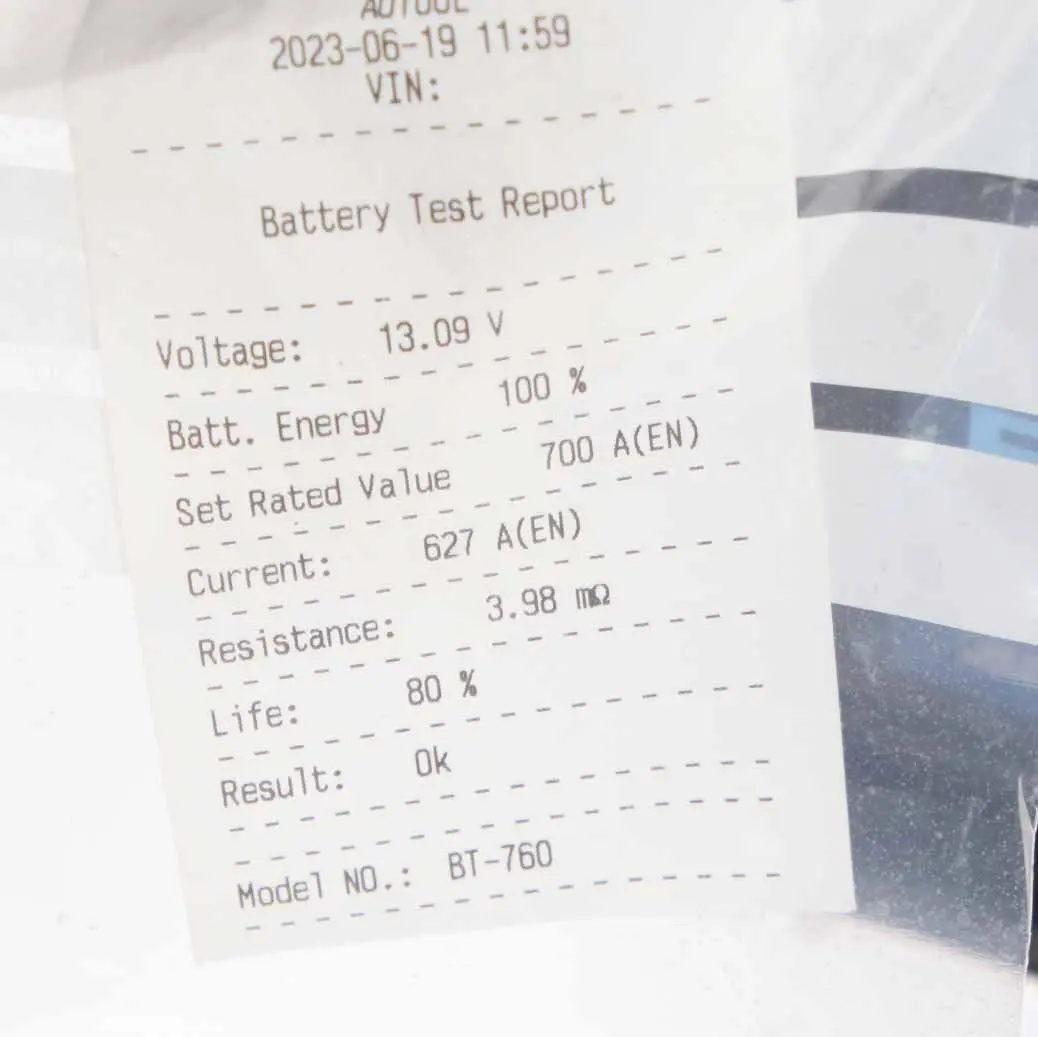 AUTOOL
2023-06-19 11:59
VIN:
Battery Test Report
Voltage: 13.09 V
Batt. Energy 100 %
Set Rated Value 700 A(EN)
Current: 627 A(EN)
Resistance: 3.98 mΩ
Life: 80 %
Result: Ok
Model NO.: BT-760